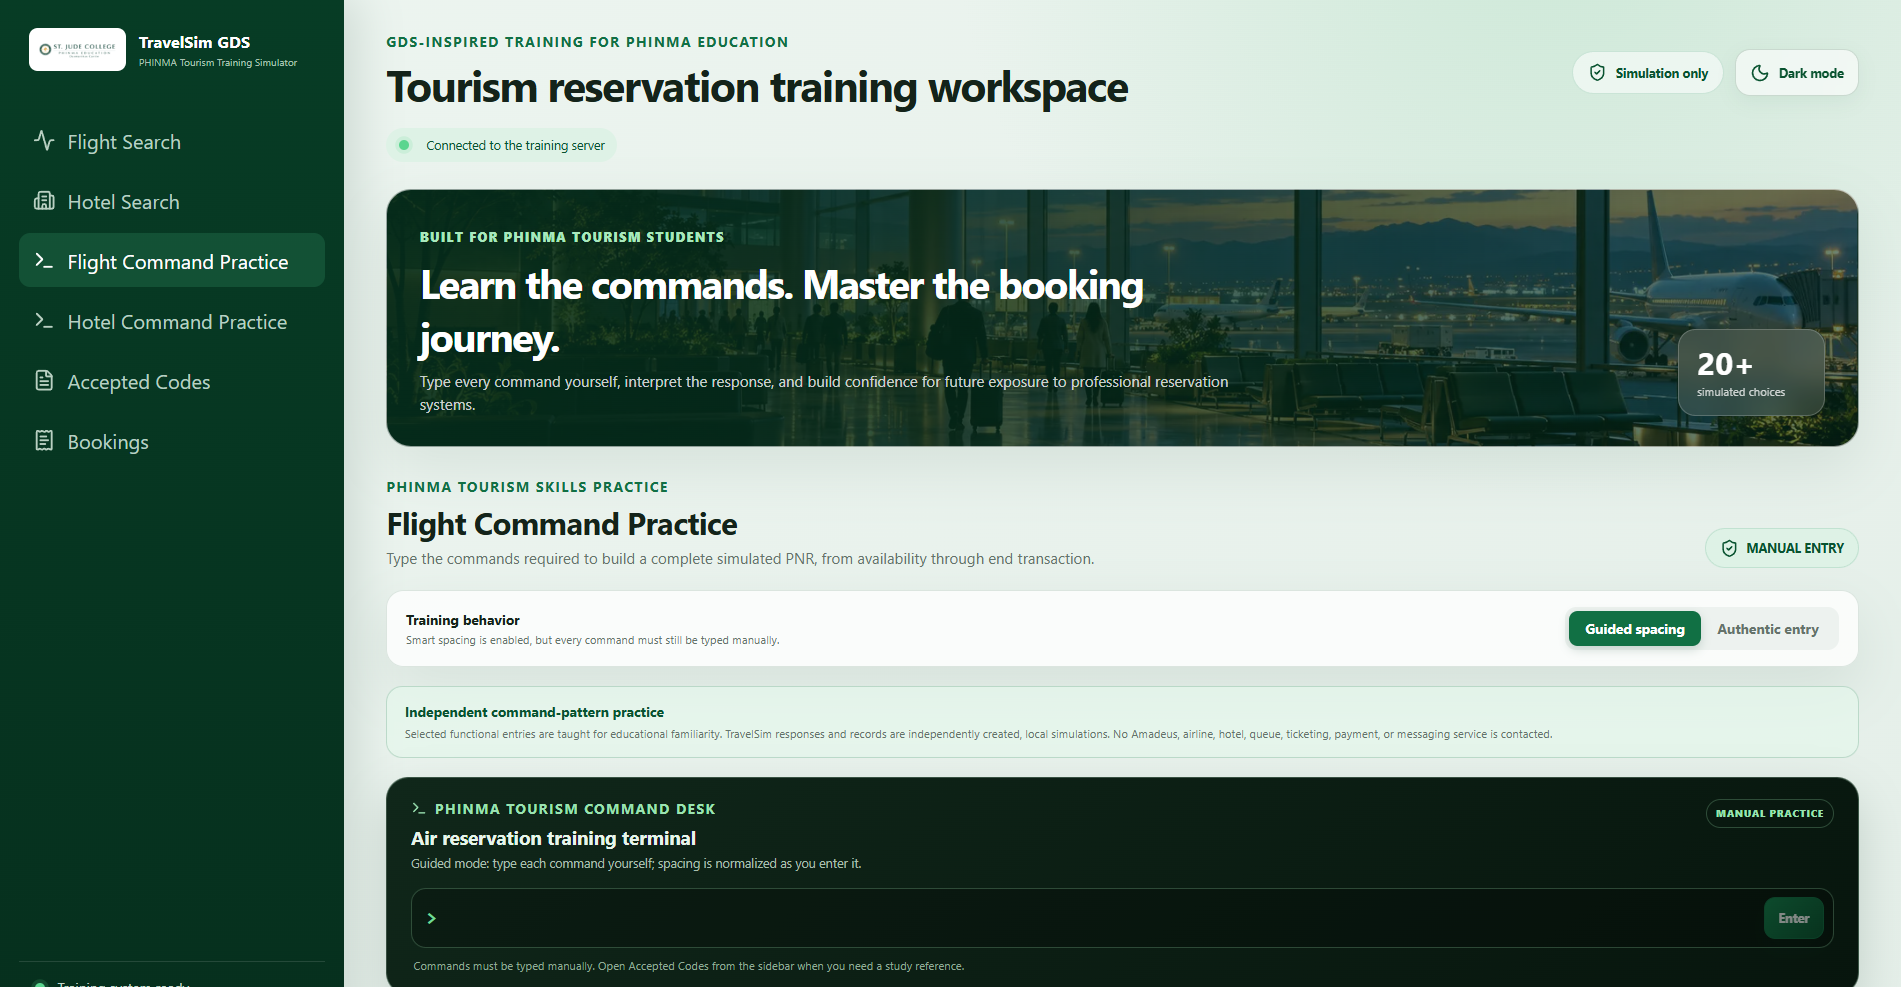 ST. JUDE COLLEGE
PHINMA EDUCATION
TravelSim GDS
PHINMA Tourism Training Simulator
Flight Search
Hotel Search
Flight Command Practice
Hotel Command Practice
Accepted Codes
Bookings
Training system ready
GDS-INSPIRED TRAINING FOR PHINMA EDUCATION
Tourism reservation training workspace
Connected to the training server
Simulation only
Dark mode
BUILT FOR PHINMA TOURISM STUDENTS
Learn the commands. Master the booking
journey.
Type every command yourself, interpret the response, and build confidence for future exposure to professional reservation
systems.
20+
simulated choices
PHINMA TOURISM SKILLS PRACTICE
Flight Command Practice
Type the commands required to build a complete simulated PNR, from availability through end transaction.
MANUAL ENTRY
Training behavior
Smart spacing is enabled, but every command must still be typed manually.
Guided spacing
Authentic entry
Independent command-pattern practice
Selected functional entries are taught for educational familiarity. TravelSim responses and records are independently created, local simulations. No Amadeus, airline, hotel, queue, ticketing, payment, or messaging service is contacted.
PHINMA TOURISM COMMAND DESK
MANUAL PRACTICE
Air reservation training terminal
Guided mode: type each command yourself; spacing is normalized as you enter it.
>
Enter
Commands must be typed manually. Open Accepted Codes from the sidebar when you need a study reference.